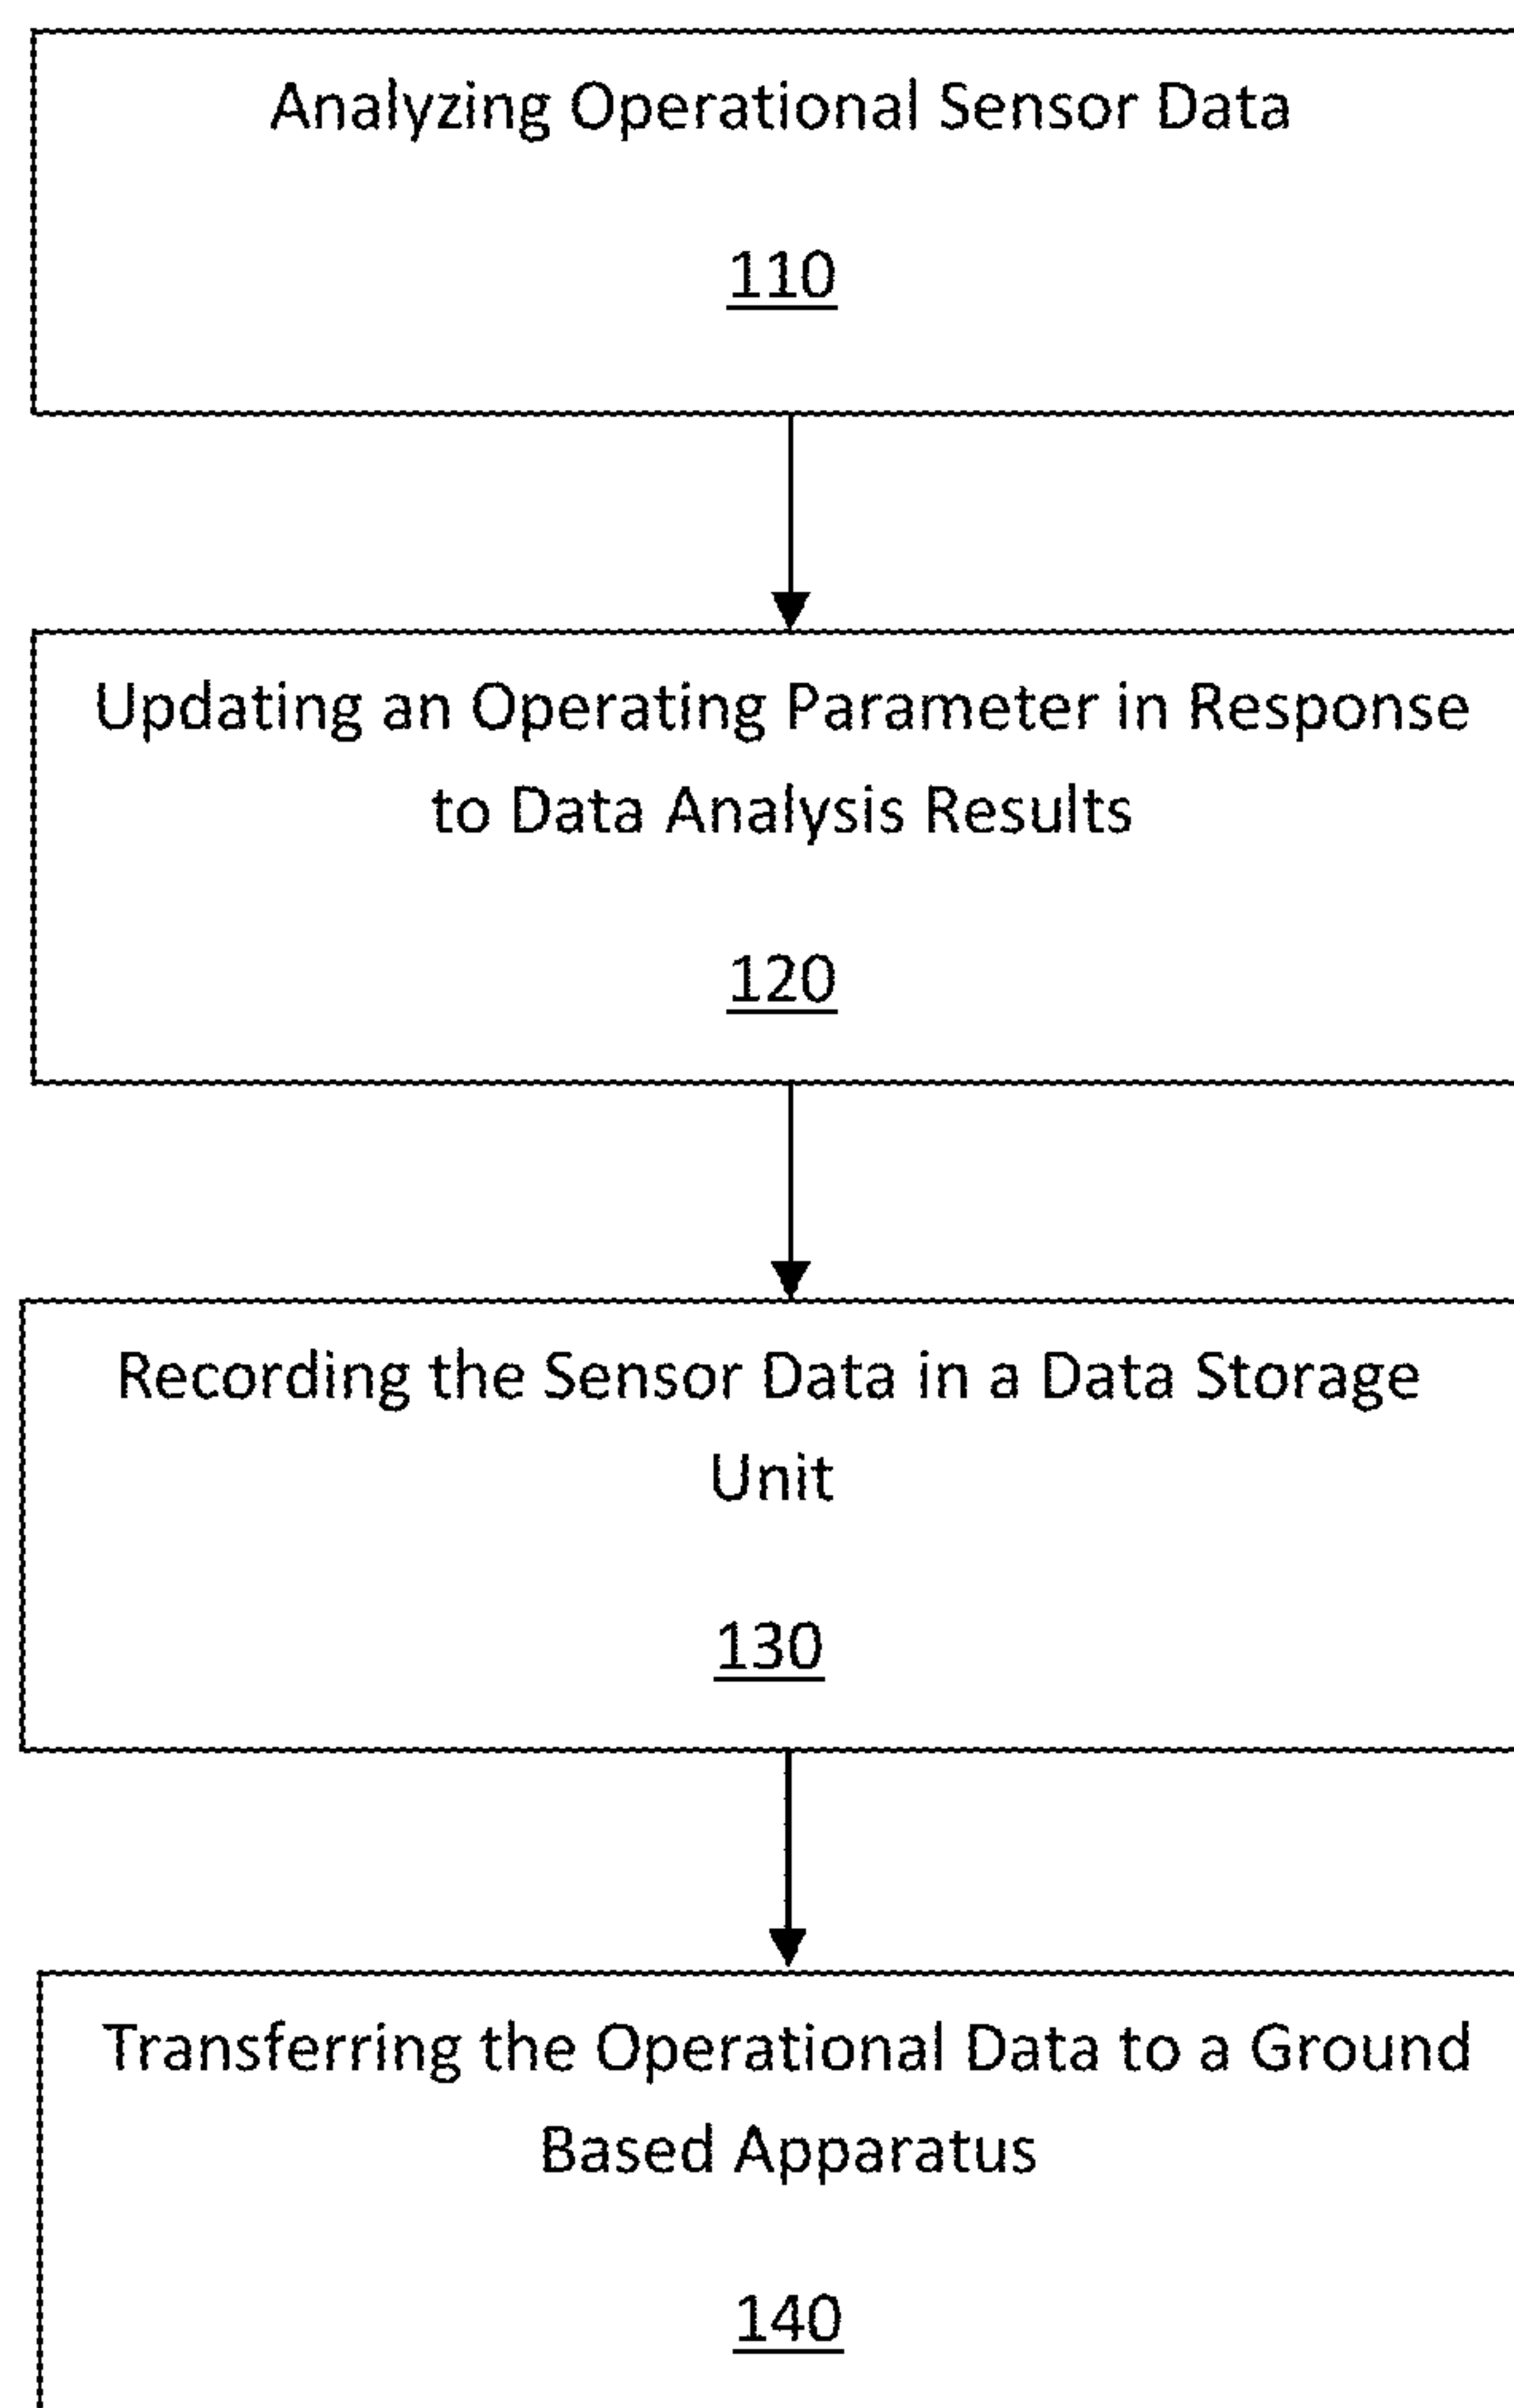 Analyzing Operational Sensor Data
110
Updating an Operating Parameter in Response
to Data Analysis Results
120
Recording the Sensor Data in a Data Storage
Unit
130
Transferring the Operational Data to a Ground
Based Apparatus
140